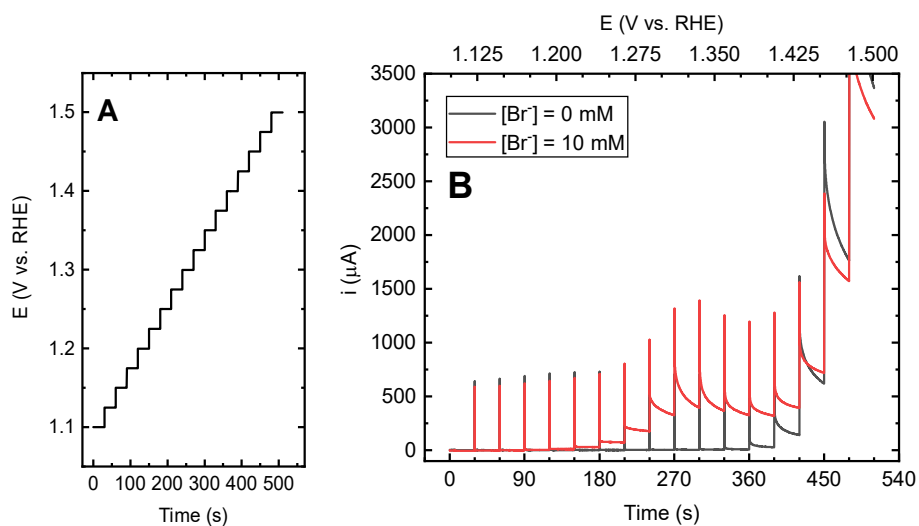 A
1.5
1.4
1.3
1.2
1.1
E (V vs. RHE)
0 100 200 300 400 500
Time (s)
E (V vs. RHE)
1.125 1.200 1.275 1.350 1.425 1.500
[Br⁻] = 0 mM
[Br⁻] = 10 mM
B
3500
3000
2500
2000
1500
1000
500
0
i (μA)
0 90 180 270 360 450 540
Time (s)